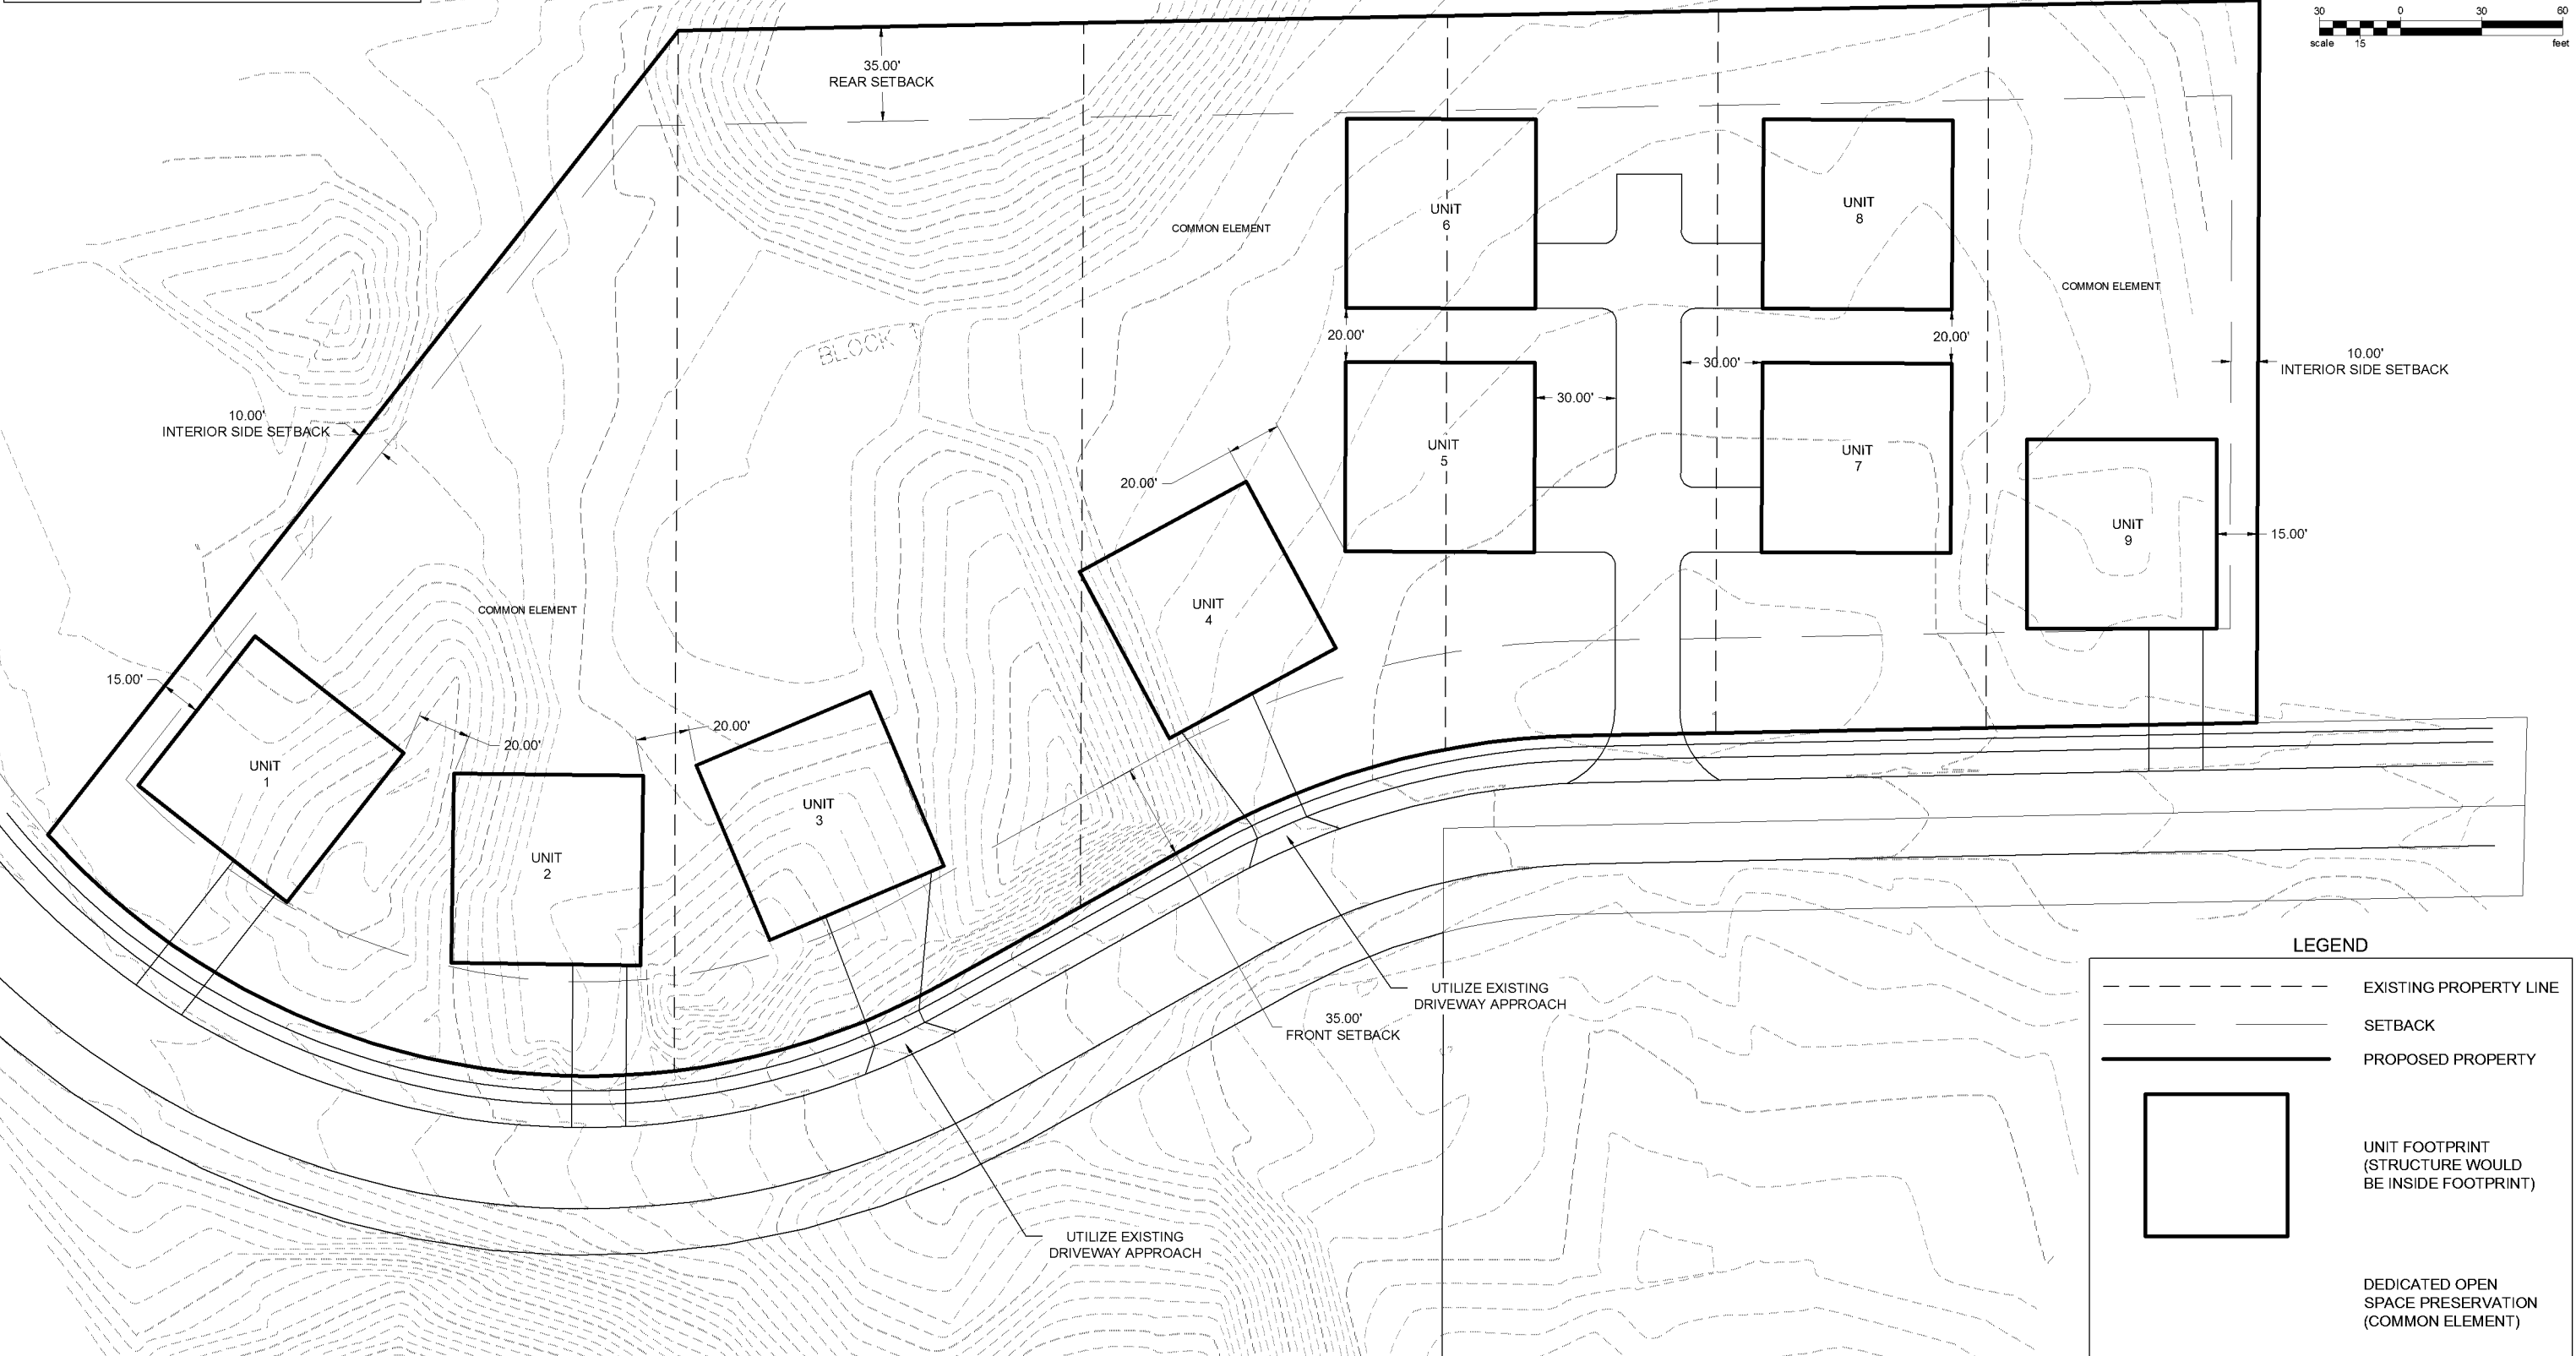 30 0 30 60
scale 15 feet
35.00'
REAR SETBACK
COMMON ELEMENT
UNIT
6
UNIT
8
COMMON ELEMENT
BLOCK 1
20.00'
20.00'
30.00'
30.00'
10.00'
INTERIOR SIDE SETBACK
10.00'
INTERIOR SIDE SETBACK
UNIT
5
UNIT
7
20.00'
UNIT
9
15.00'
COMMON ELEMENT
UNIT
4
15.00'
20.00'
20.00'
UNIT
1
UNIT
3
UNIT
2
UTILIZE EXISTING
DRIVEWAY APPROACH
35.00'
FRONT SETBACK
UTILIZE EXISTING
DRIVEWAY APPROACH
LEGEND
EXISTING PROPERTY LINE
SETBACK
PROPOSED PROPERTY
UNIT FOOTPRINT
(STRUCTURE WOULD
BE INSIDE FOOTPRINT)
DEDICATED OPEN
SPACE PRESERVATION
(COMMON ELEMENT)